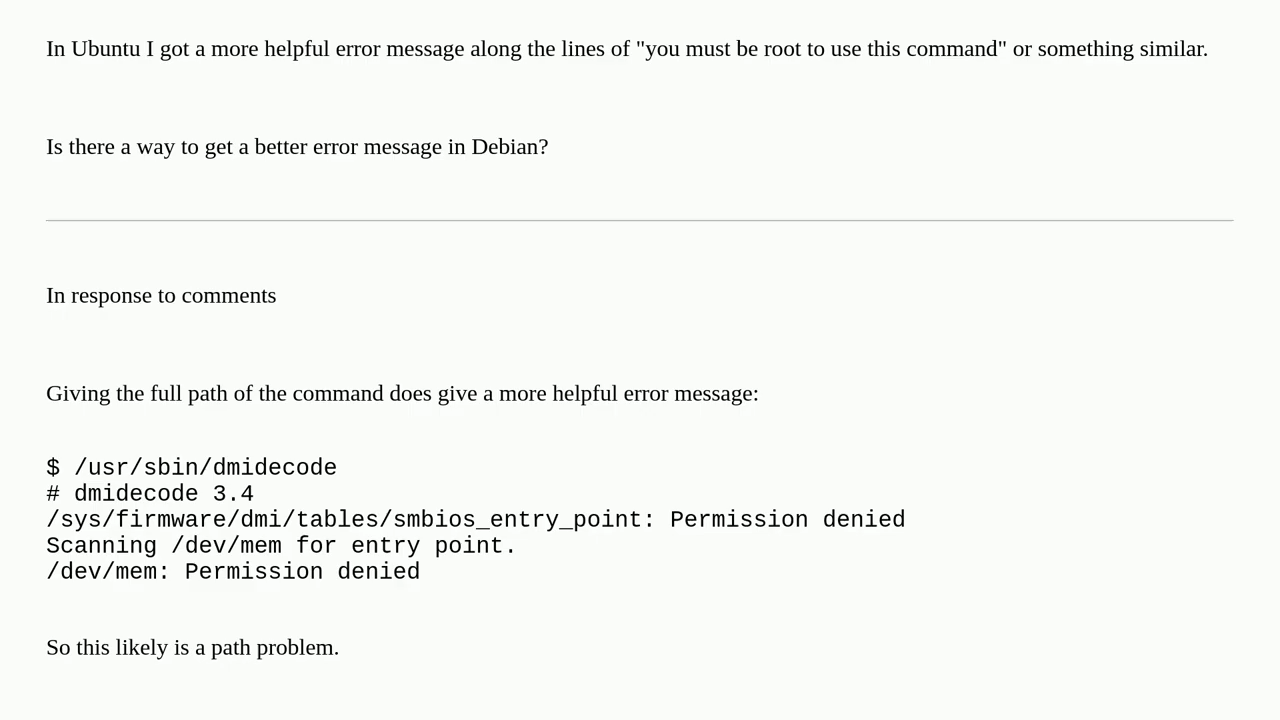 In Ubuntu I got a more helpful error message along the lines of "you must be root to use this command" or something similar.
Is there a way to get a better error message in Debian?
In response to comments
Giving the full path of the command does give a more helpful error message:
$ /usr/sbin/dmidecode
# dmidecode 3.4
/sys/firmware/dmi/tables/smbios_entry_point: Permission denied
Scanning /dev/mem for entry point.
/dev/mem: Permission denied
So this likely is a path problem.